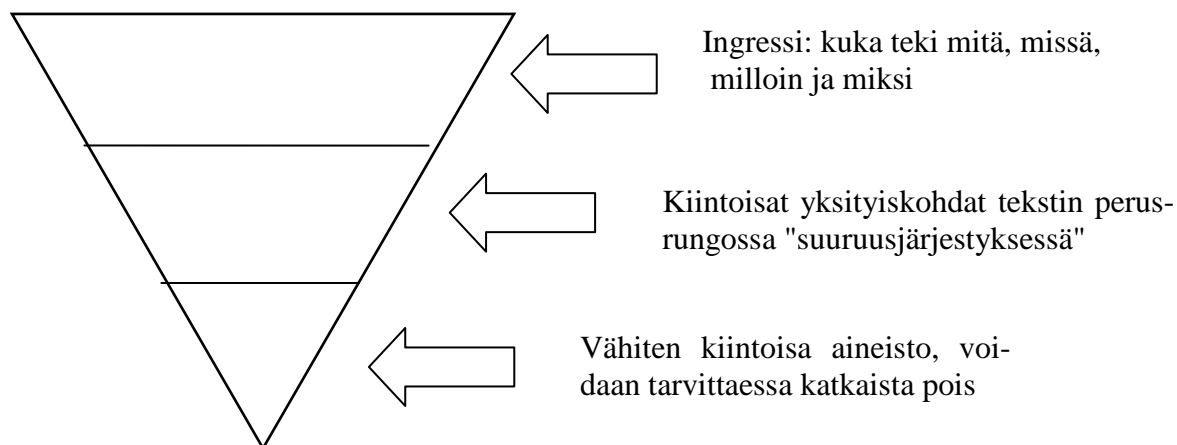 Ingressi: kuka teki mitä, missä,
milloin ja miksi
Kiintoisat yksityiskohdat tekstin perus-
rungossa "suuruusjärjestyksessä"
Vähiten kiintoisa aineisto, voi-
daan tarvittaessa katkaista pois